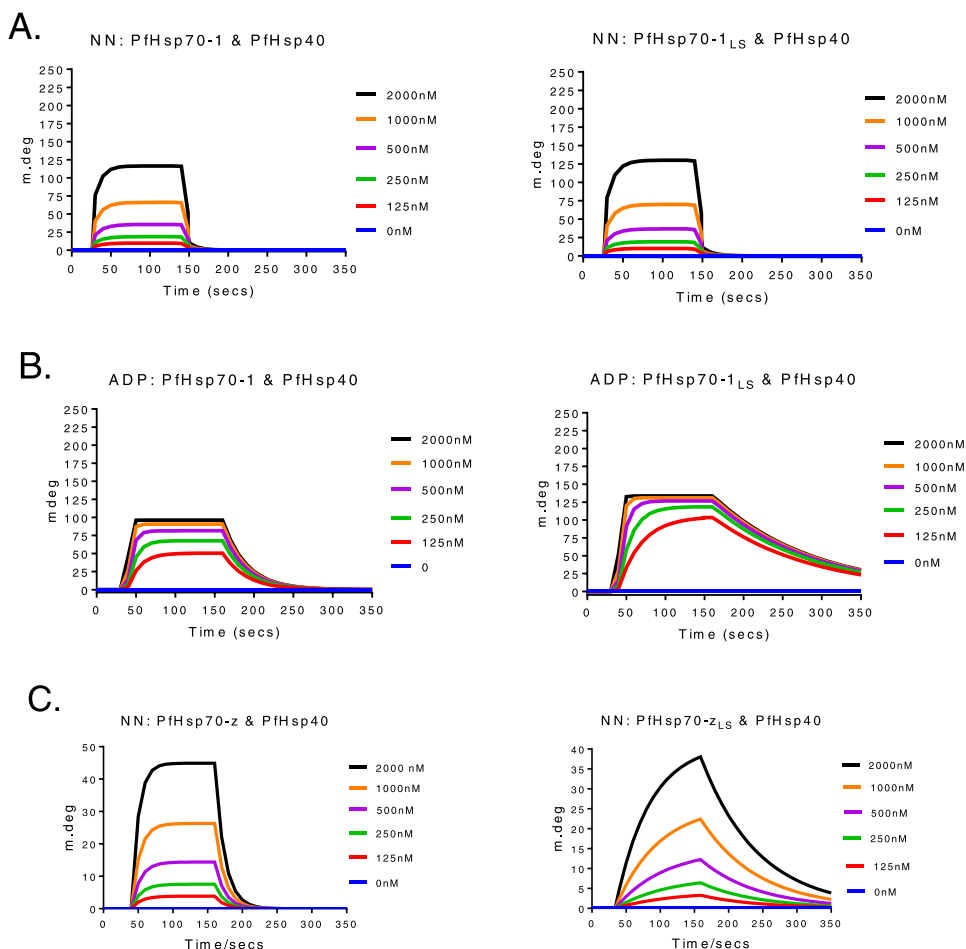 A.
NN: PfHsp70-1 & PfHsp40
250
225
200
175
150
125
100
75
50
25
0
m.deg
0 50 100 150 200 250 300 350
Time (secs)
2000nM
1000nM
500nM
250nM
125nM
0nM
NN: PfHsp70-1LS & PfHsp40
250
225
200
175
150
125
100
75
50
25
0
m.deg
0 50 100 150 200 250 300 350
Time (secs)
2000nM
1000nM
500nM
250nM
125nM
0nM
B.
ADP: PfHsp70-1 & PfHsp40
250
225
200
175
150
125
100
75
50
25
0
mdeg
0 50 100 150 200 250 300 350
Time (secs)
2000nM
1000nM
500nM
250nM
125nM
0
ADP: PfHsp70-1LS & PfHsp40
250
225
200
175
150
125
100
75
50
25
0
m.deg
0 50 100 150 200 250 300 350
Time (secs)
2000nM
1000nM
500nM
250nM
125nM
0nM
C.
NN: PfHsp70-z & PfHsp40
50
40
30
20
10
0
m.deg
0 50 100 150 200 250 300 350
Time/secs
2000 nM
1000nM
500nM
250nM
125nM
0nM
NN: PfHsp70-zLS & PfHsp40
40
35
30
25
20
15
10
5
0
m.deg
0 50 100 150 200 250 300 350
Time/secs
2000nM
1000nM
500nM
250nM
125nM
0nM